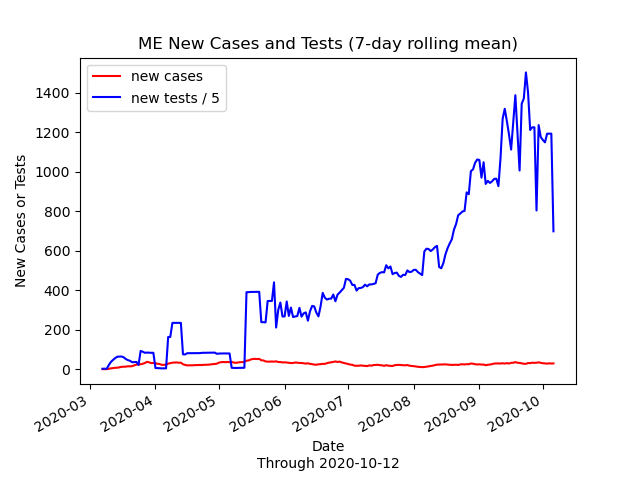 ME New Cases and Tests (7-day rolling mean)
new cases
new tests / 5
New Cases or Tests
1400
1200
1000
800
600
400
200
0
2020-03
2020-04
2020-05
2020-06
2020-07
2020-08
2020-09
2020-10
Date
Through 2020-10-12